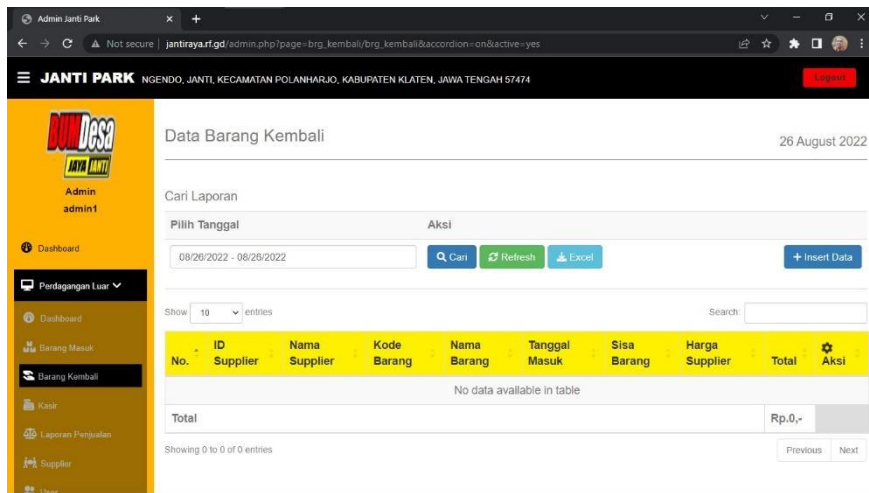 Admin Janti Park
Not secure | jantiraya.rf.gd/admin.php?page=brg_kembali/brg_kembali&accordion=on&active=yes
JANTI PARK NGENDO, JANTI, KECAMATAN POLANHARJO, KABUPATEN KLATEN, JAWA TENGAH 57474
Logout
BUMDesa
JAYA JANTI
Admin
admin1
Dashboard
Perdagangan Luar
Dashboard
Barang Masuk
Barang Kembali
Kasir
Laporan Penjualan
Supplier
User
Data Barang Kembali
26 August 2022
Cari Laporan
Pilih Tanggal Aksi
08/26/2022 - 08/26/2022 Cari Refresh Excel + Insert Data
Show 10 entries Search:
No. ID Supplier Nama Supplier Kode Barang Nama Barang Tanggal Masuk Sisa Barang Harga Supplier Total Aksi
No data available in table
Total Rp.0,-
Showing 0 to 0 of 0 entries Previous Next